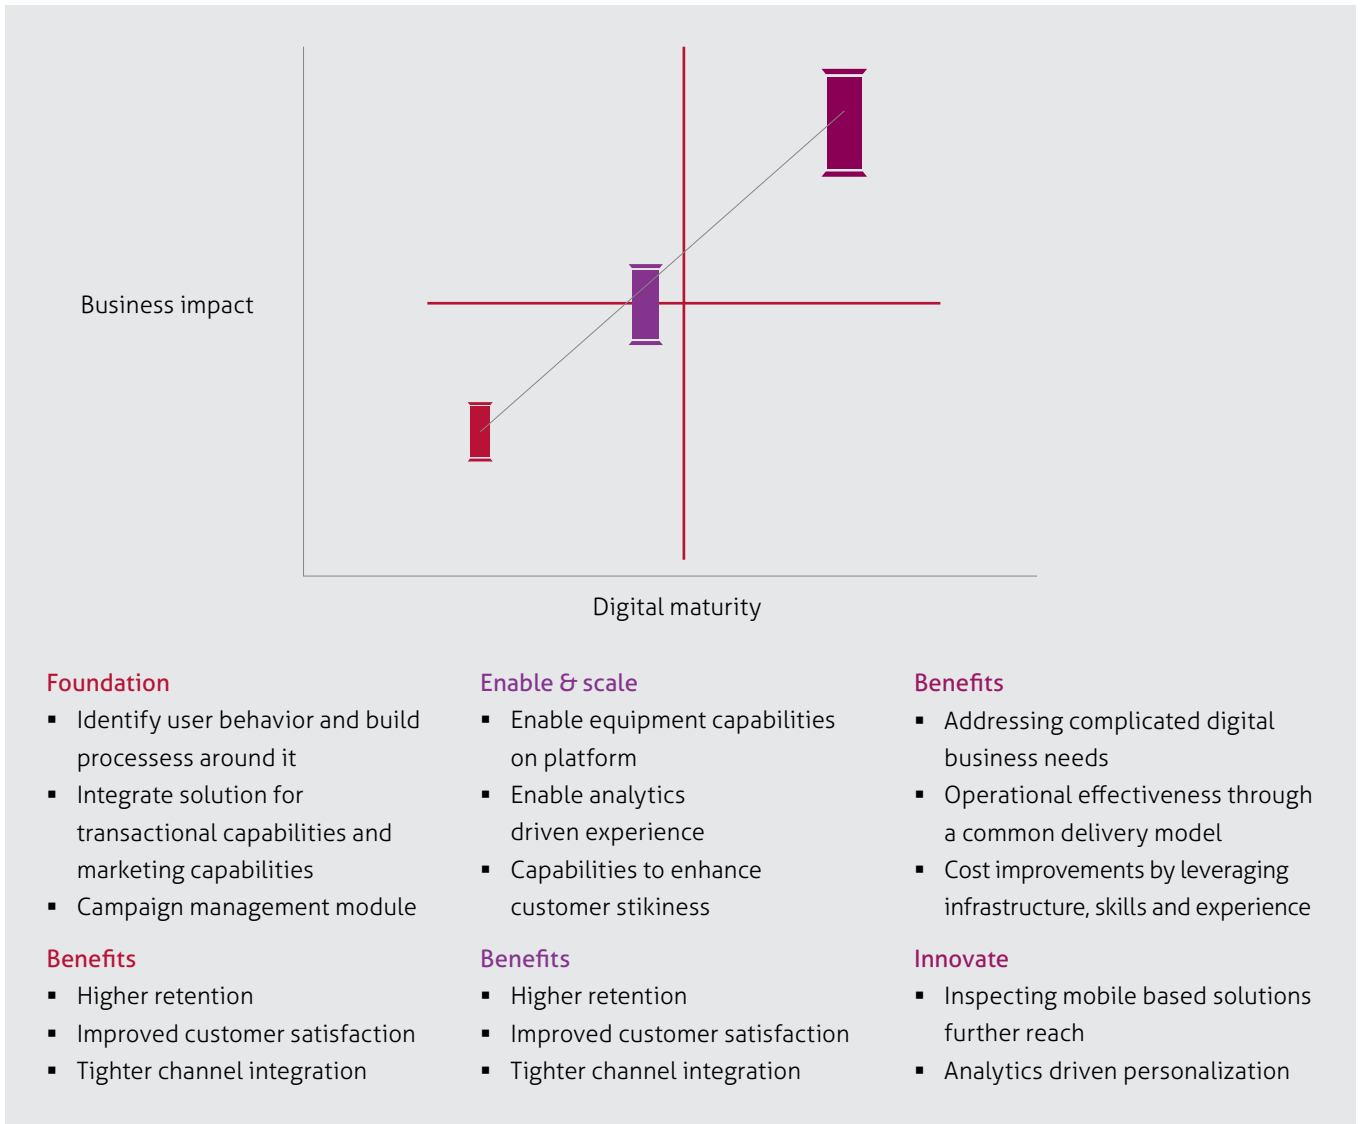 Business impact
Digital maturity
Foundation
▪ Identify user behavior and build
processess around it
▪ Integrate solution for
transactional capabilities and
marketing capabilities
▪ Campaign management module
Benefits
▪ Higher retention
▪ Improved customer satisfaction
▪ Tighter channel integration
Enable & scale
▪ Enable equipment capabilities
on platform
▪ Enable analytics
driven experience
▪ Capabilities to enhance
customer stikiness
Benefits
▪ Higher retention
▪ Improved customer satisfaction
▪ Tighter channel integration
Benefits
▪ Addressing complicated digital
business needs
▪ Operational effectiveness through
a common delivery model
▪ Cost improvements by leveraging
infrastructure, skills and experience
Innovate
▪ Inspecting mobile based solutions
further reach
▪ Analytics driven personalization